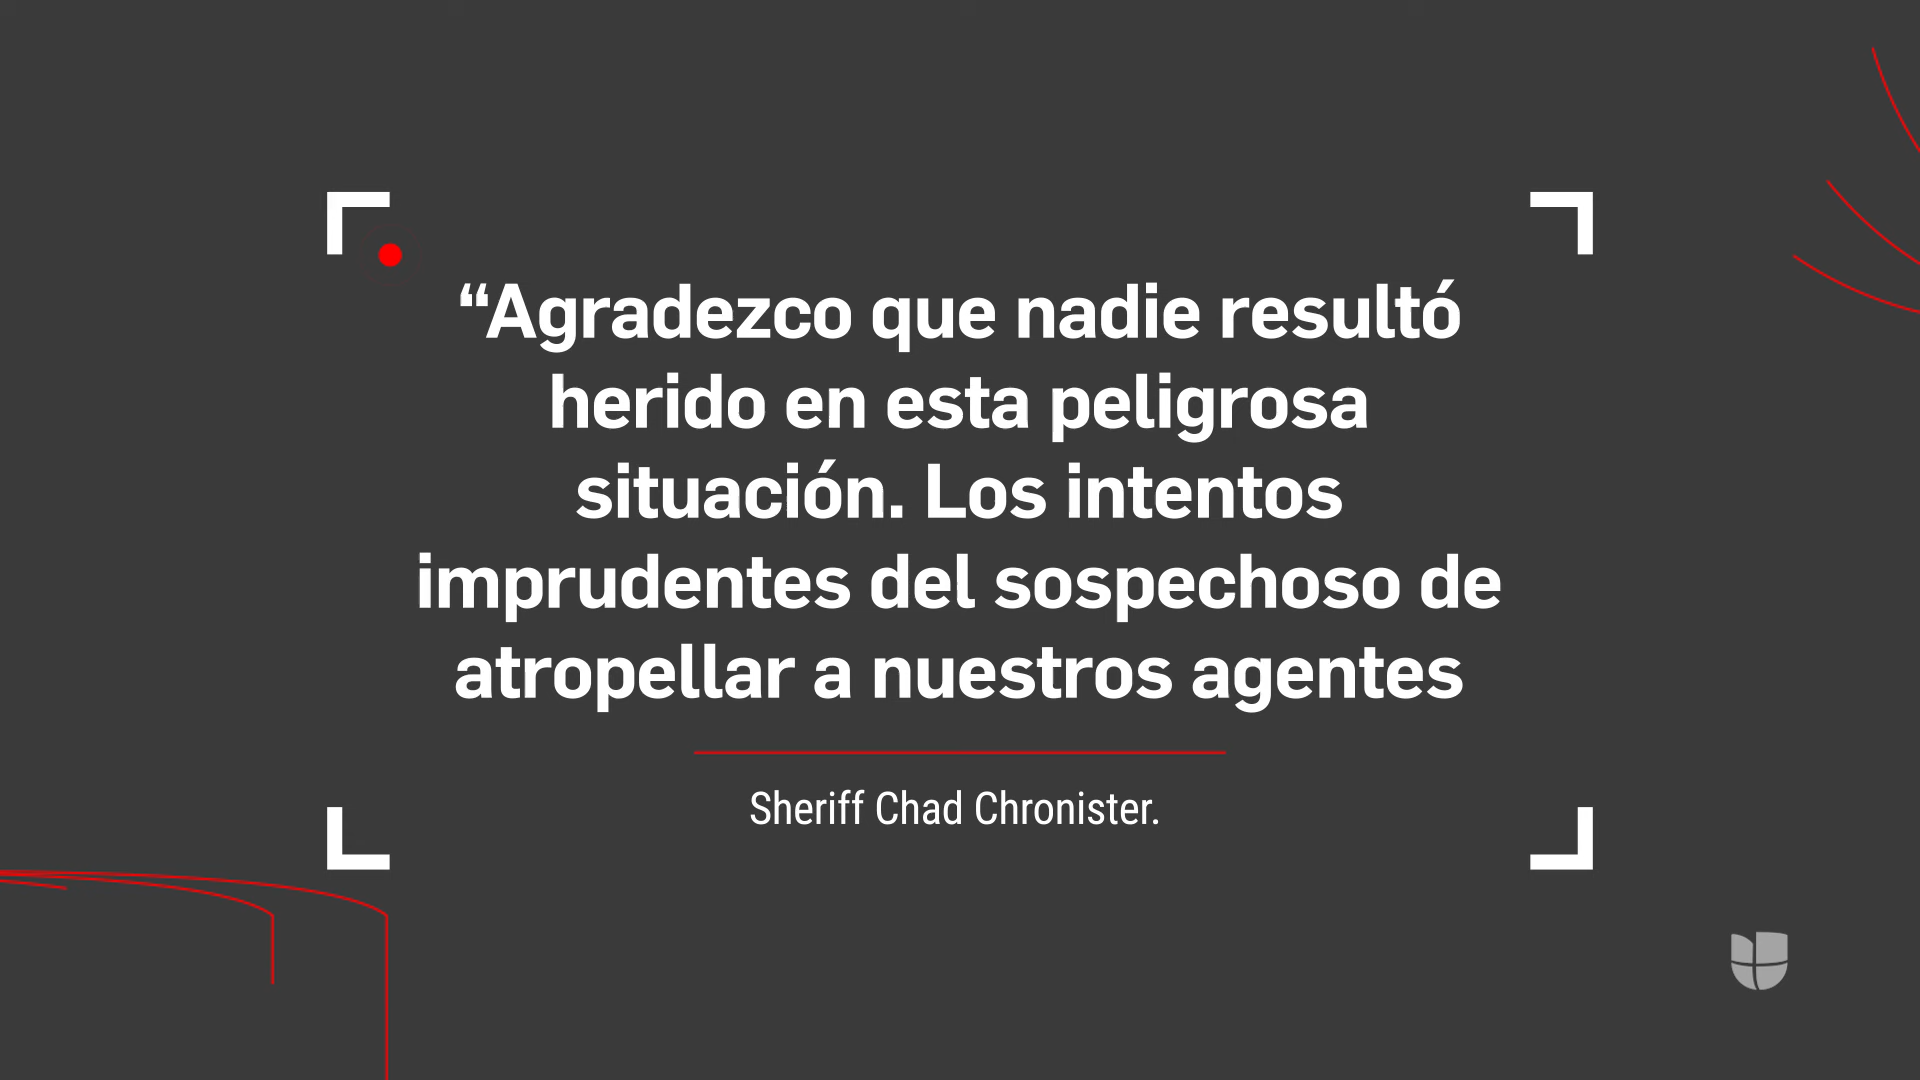 “Agradezco que nadie resultó
herido en esta peligrosa
situación. Los intentos
imprudentes del sospechoso de
atropellar a nuestros agentes
Sheriff Chad Chronister.